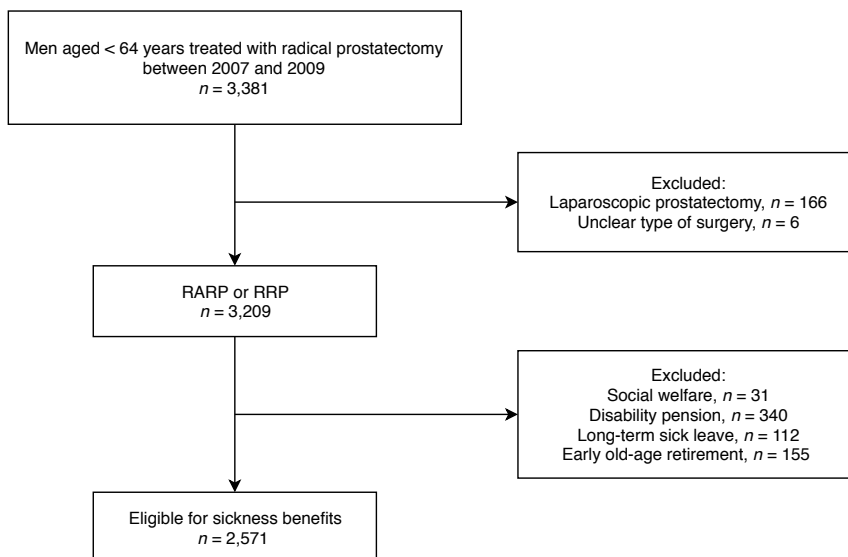 Men aged < 64 years treated with radical prostatectomy
between 2007 and 2009
n = 3,381
Excluded:
Laparoscopic prostatectomy, n = 166
Unclear type of surgery, n = 6
RARP or RRP
n = 3,209
Excluded:
Social welfare, n = 31
Disability pension, n = 340
Long-term sick leave, n = 112
Early old-age retirement, n = 155
Eligible for sickness benefits
n = 2,571